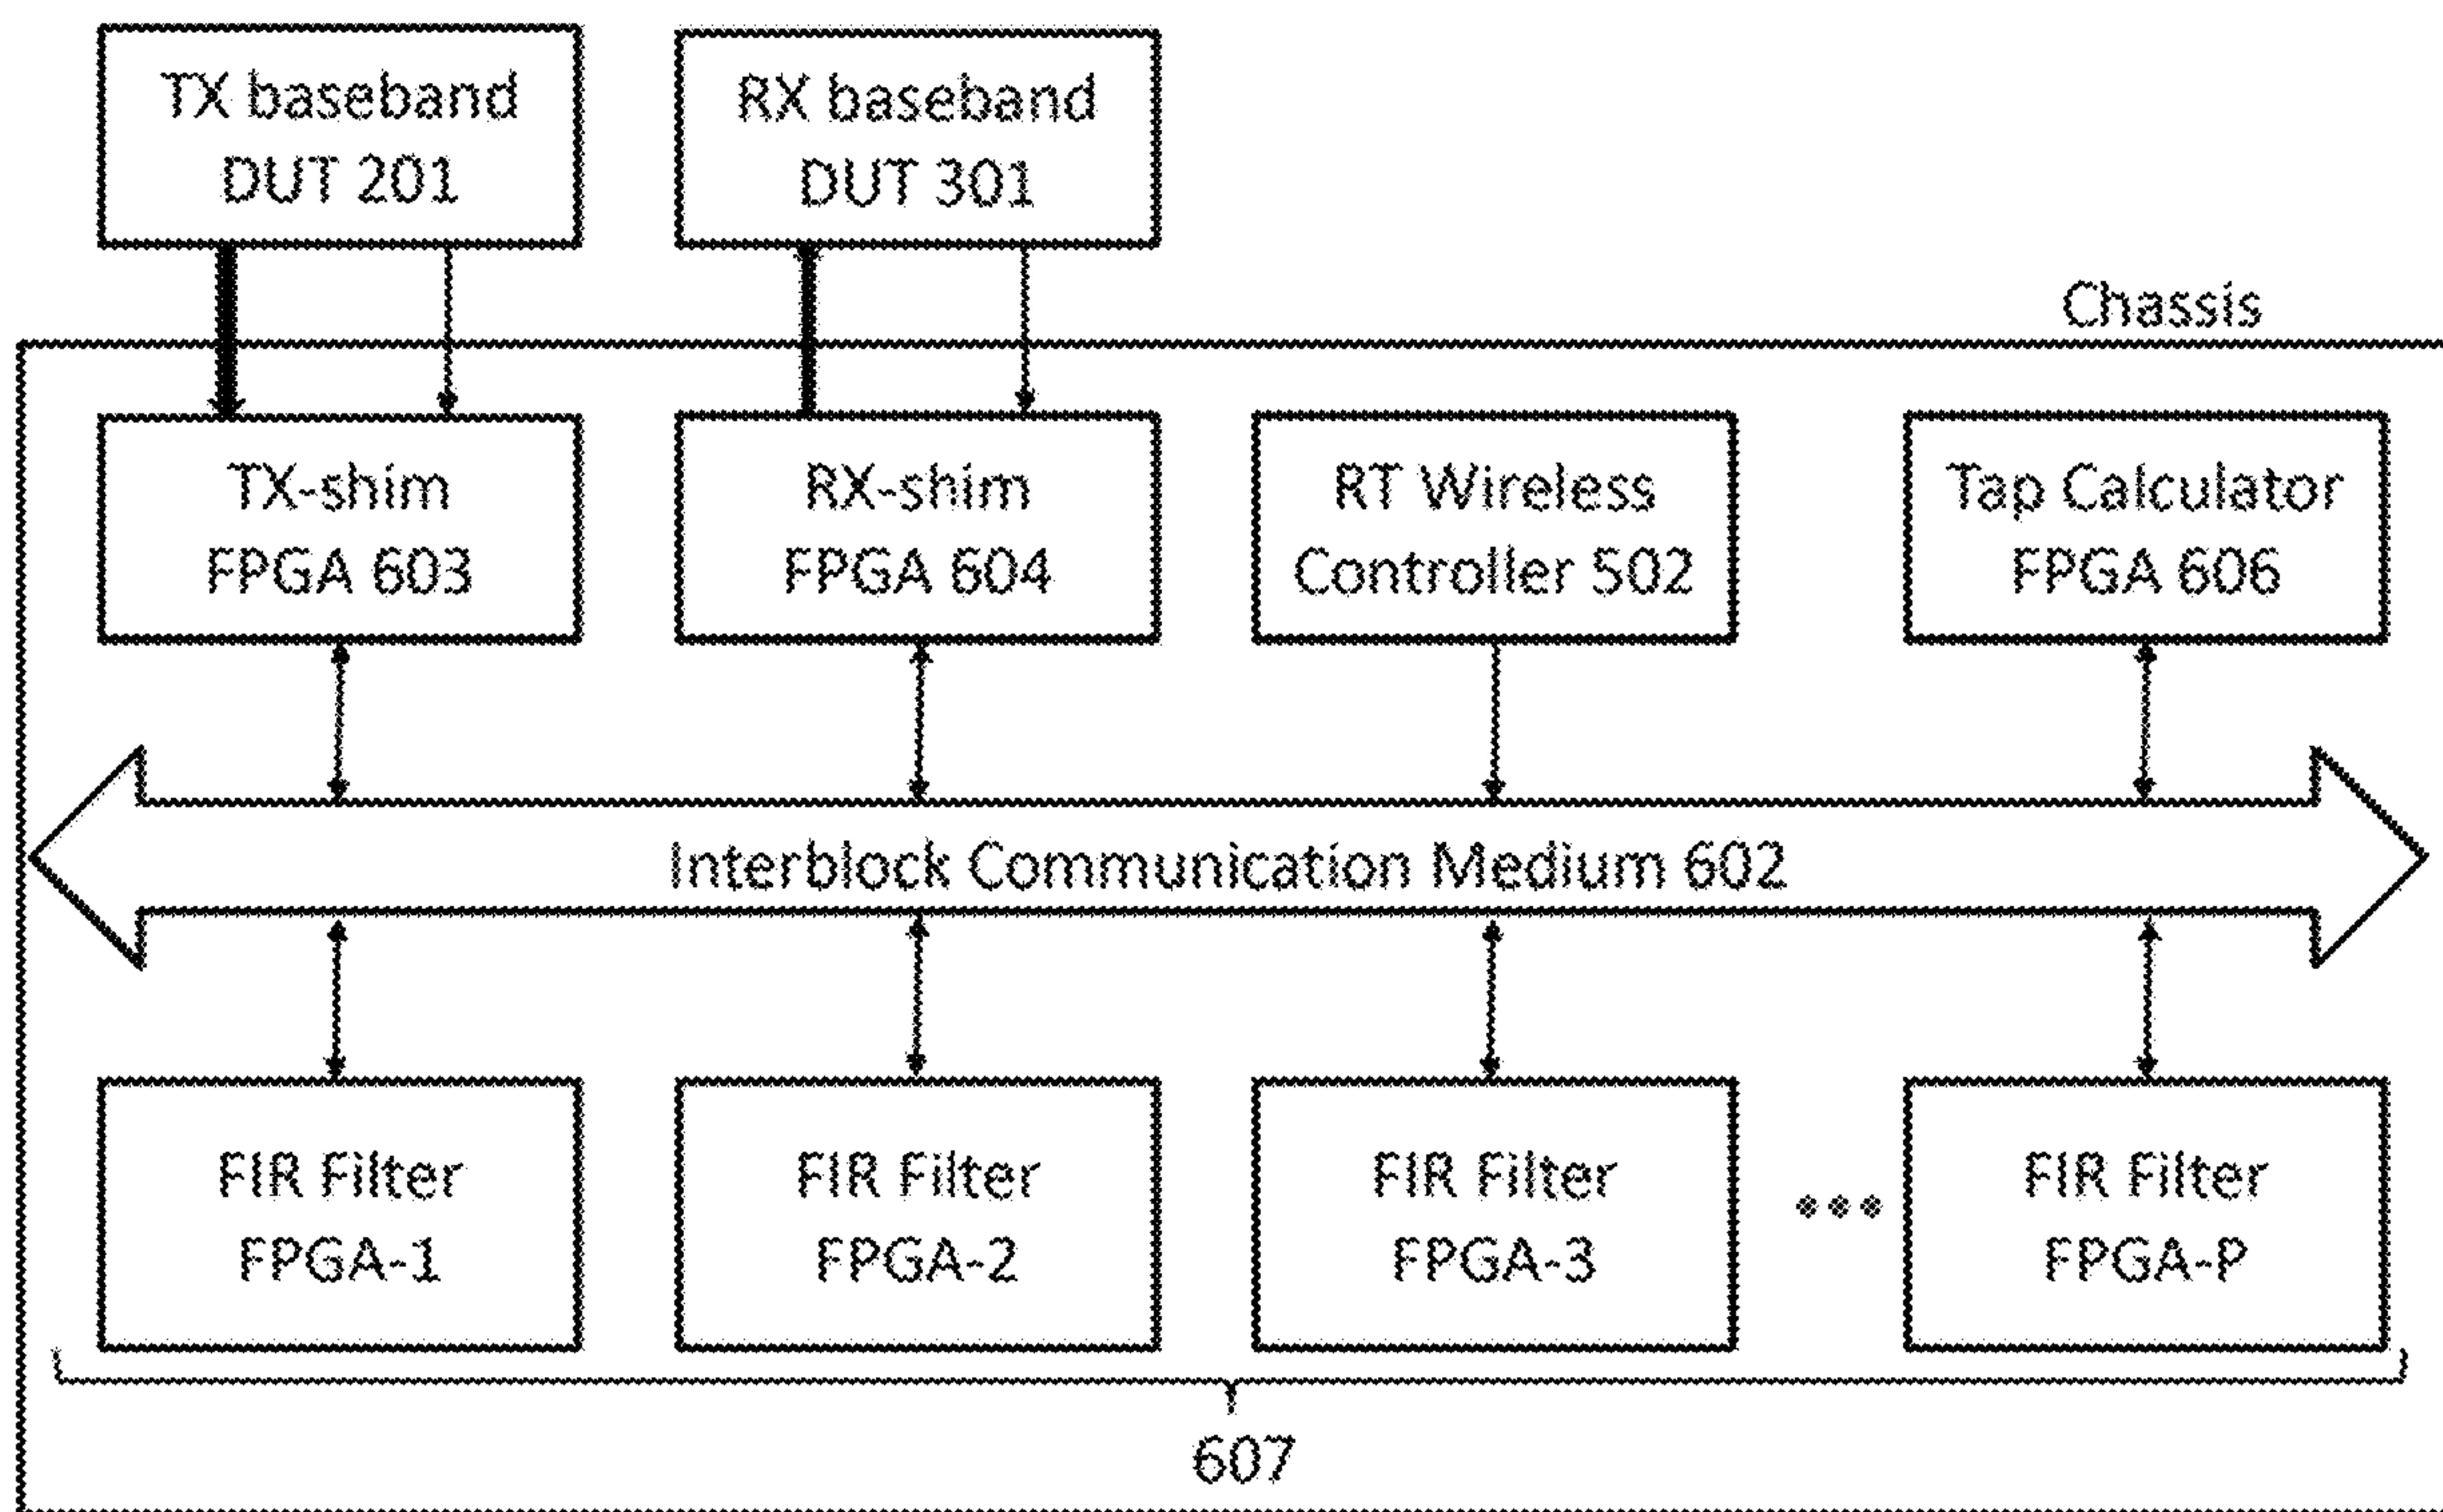 TX baseband
DUT 201
RX baseband
DUT 301
Chassis
TX-shim
FPGA 603
RX-shim
FPGA 604
RT Wireless
Controller 502
Tap Calculator
FPGA 606
Interblock Communication Medium 602
FIR Filter
FPGA-1
FIR Filter
FPGA-2
FIR Filter
FPGA-3
•••
FIR Filter
FPGA-P
607